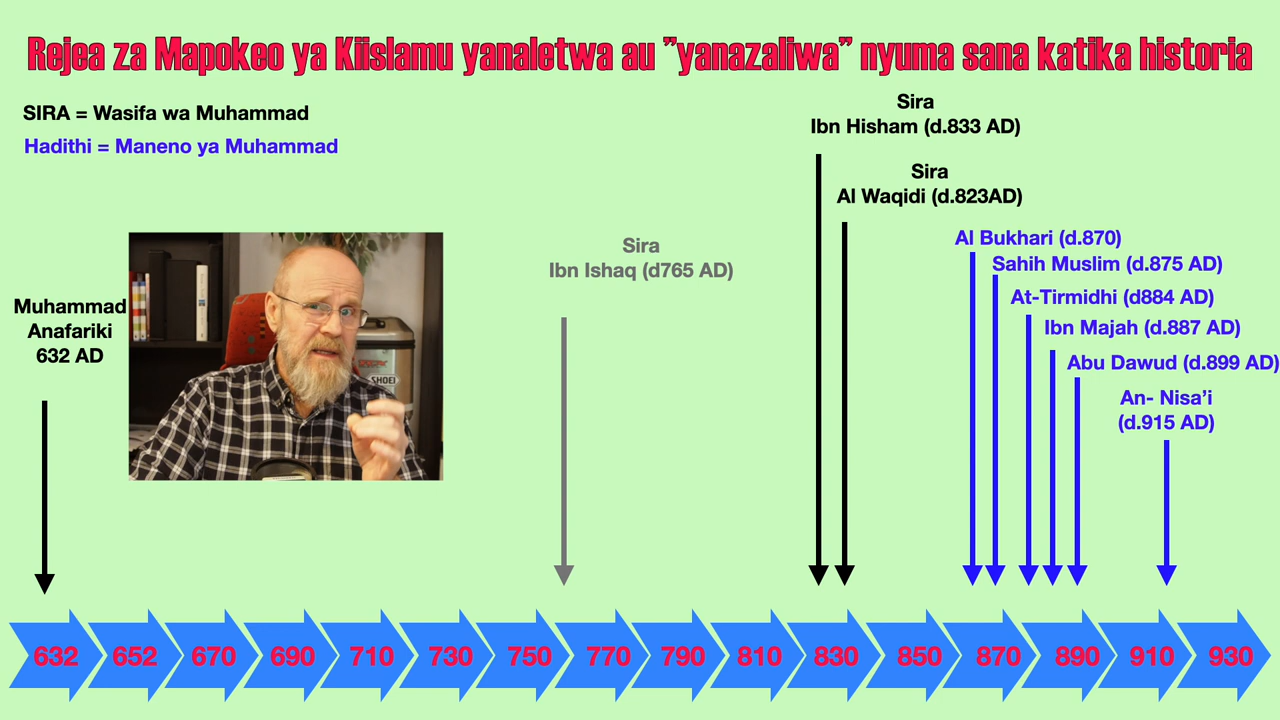 Rejea za Mapokeo ya Kiislamu yanaletwa au ”yanazaliwa” nyuma sana katika historia
SIRA = Wasifa wa Muhammad
Hadithi = Maneno ya Muhammad
Sira
Ibn Hisham (d.833 AD)
Sira
Al Waqidi (d.823AD)
Sira
Ibn Ishaq (d765 AD)
Al Bukhari (d.870)
Sahih Muslim (d.875 AD)
At-Tirmidhi (d884 AD)
Ibn Majah (d.887 AD)
Abu Dawud (d.899 AD)
An- Nisa’i
(d.915 AD)
Muhammad
Anafariki
632 AD
SHOEI
632 652 670 690 710 730 750 770 790 810 830 850 870 890 910 930